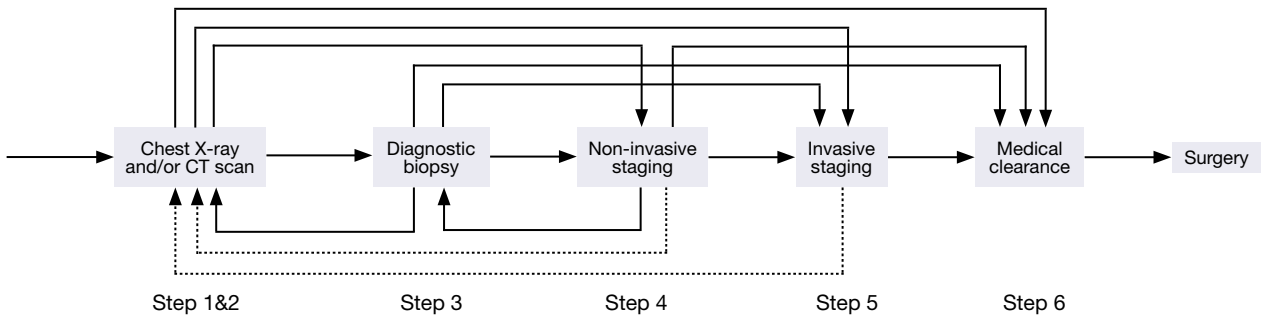 Chest X-ray
and/or CT scan
Diagnostic
biopsy
Non-invasive
staging
Invasive
staging
Medical
clearance
Surgery
Step 1&2
Step 3
Step 4
Step 5
Step 6